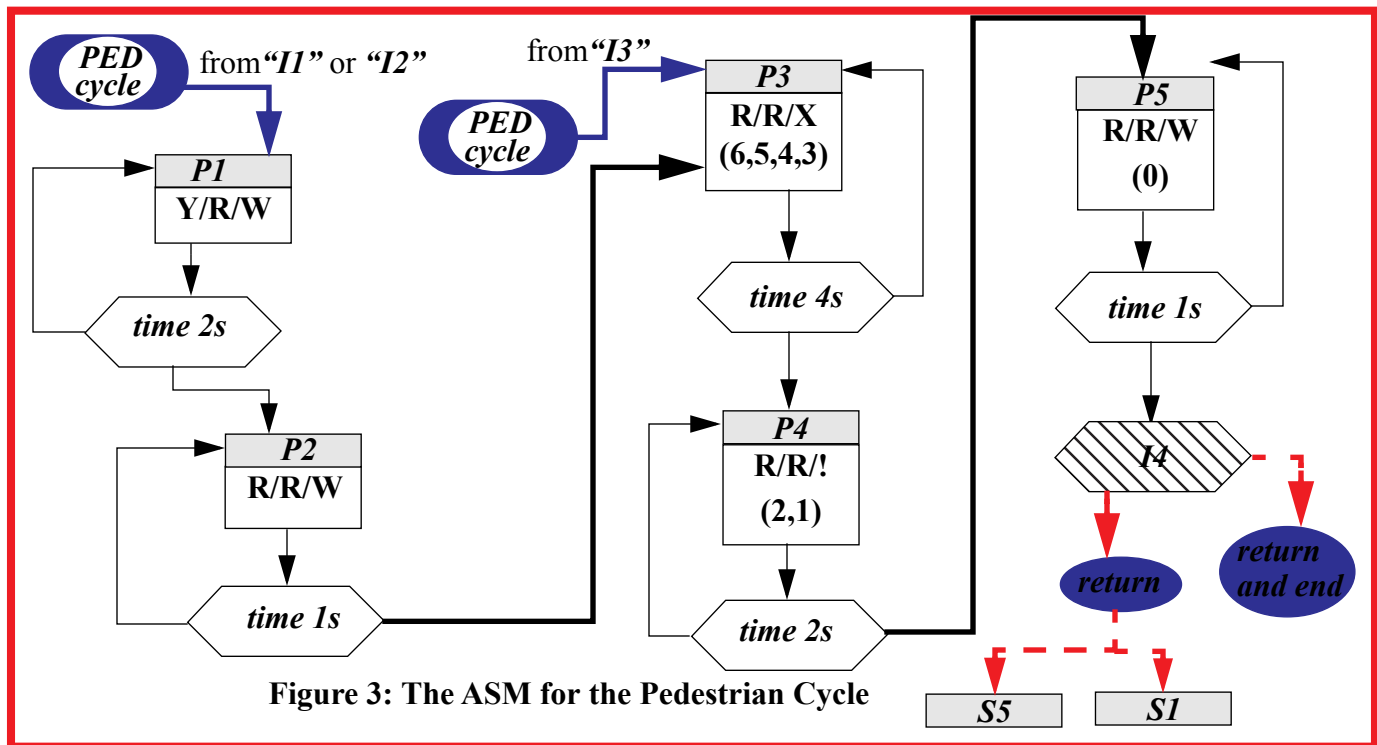 PED
cycle
from "I1" or "I2"
P1
Y/R/W
time 2s
P2
R/R/W
time 1s
from "I3"
PED
cycle
P3
R/R/X
(6,5,4,3)
time 4s
P4
R/R/!
(2,1)
time 2s
P5
R/R/W
(0)
time 1s
I4
return
return
and end
S5
S1
Figure 3: The ASM for the Pedestrian Cycle